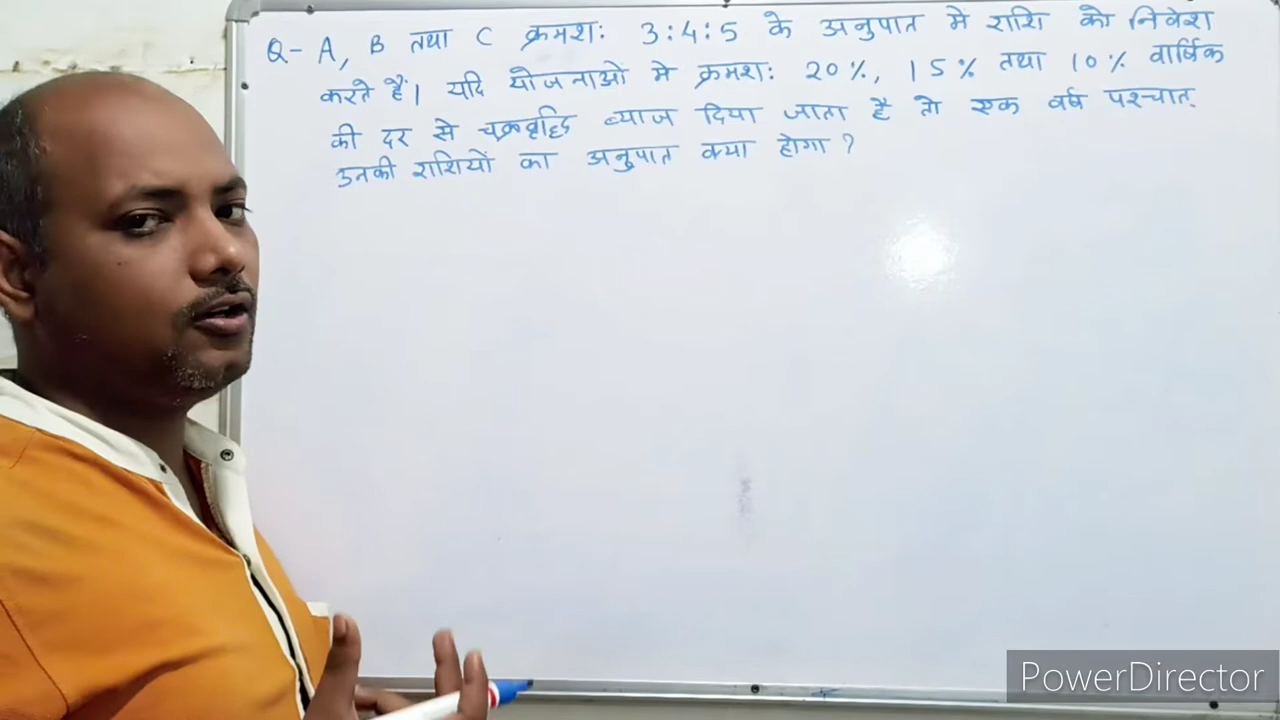 Q- A, B तथा C क्रमशः 3:4:5 के अनुपात मे राशि को निवेश
करते हैं। यदि योजनाओं मे क्रमशः 20%, 15% तथा 10% वार्षिक
की दर से चक्रवृद्धि ब्याज दिया जाता है तो एक वर्ष पश्चात्
उनकी राशियों का अनुपात क्या होगा ?
PowerDirector